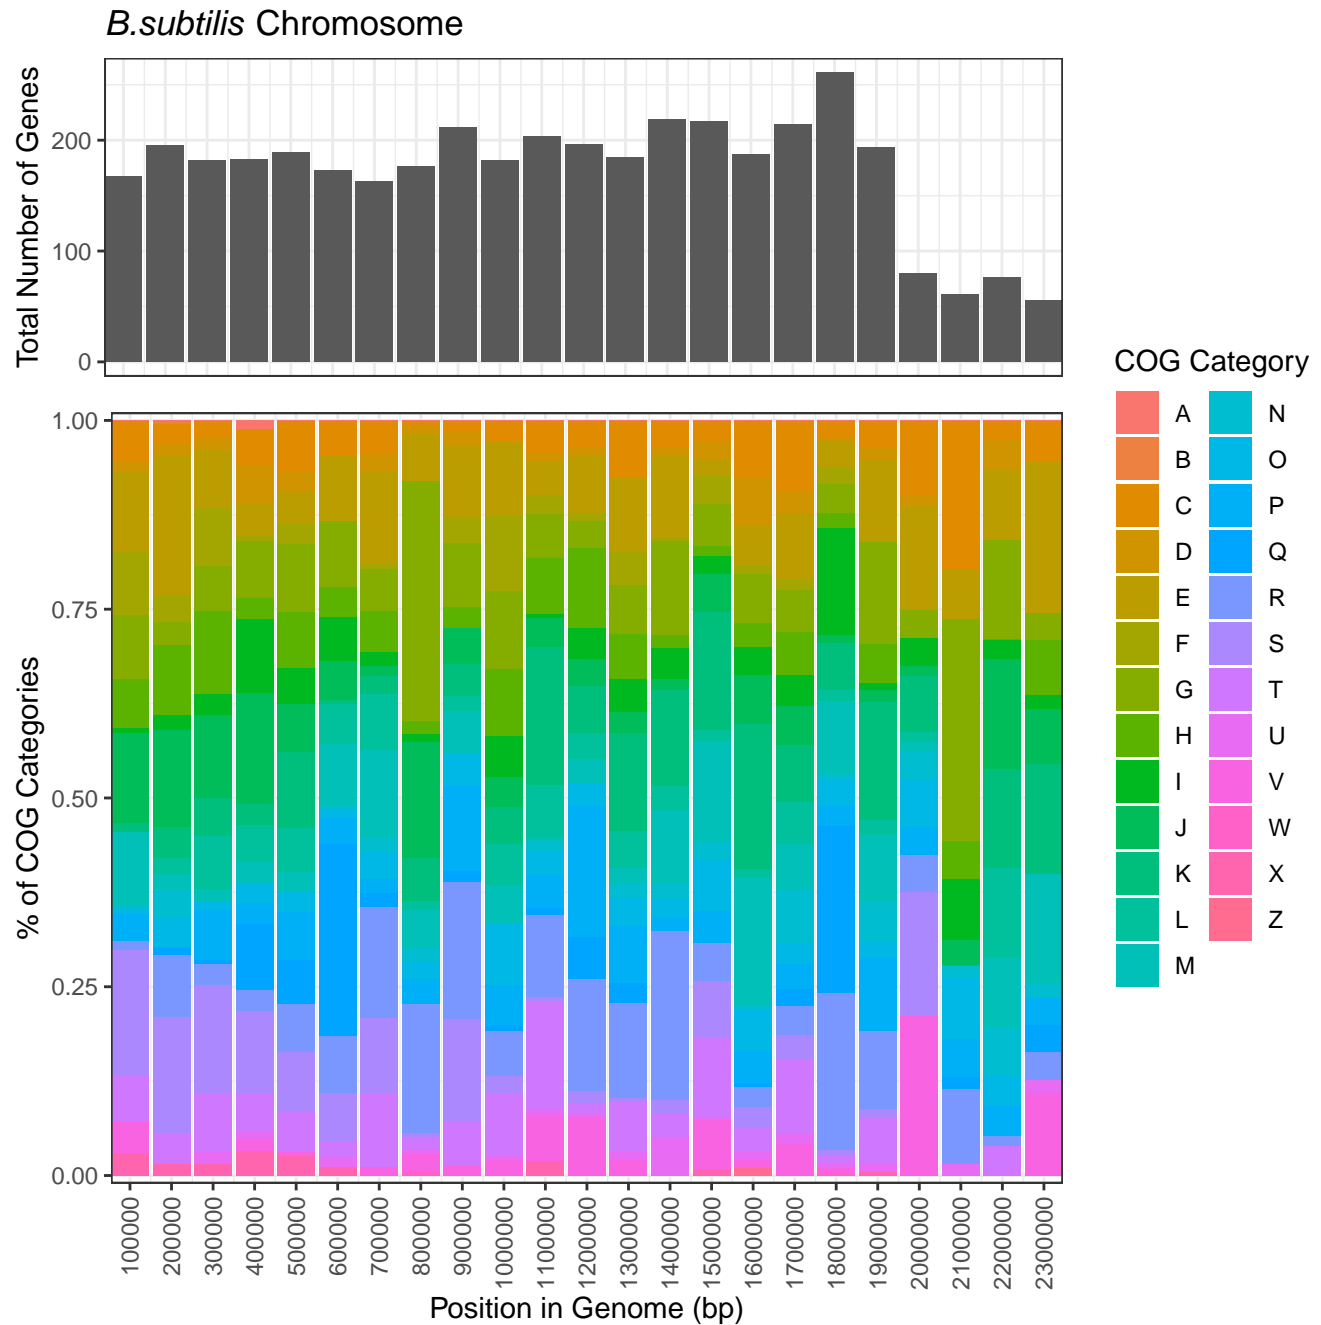 B.subtilis Chromosome
Total Number of Genes
200
100
0
% of COG Categories
1.00
0.75
0.50
0.25
0.00
100000
200000
300000
400000
500000
600000
700000
800000
900000
1000000
1100000
1200000
1300000
1400000
1500000
1600000
1700000
1800000
1900000
2000000
2100000
2200000
2300000
Position in Genome (bp)
COG Category
A
B
C
D
E
F
G
H
I
J
K
L
M
N
O
P
Q
R
S
T
U
V
W
X
Z